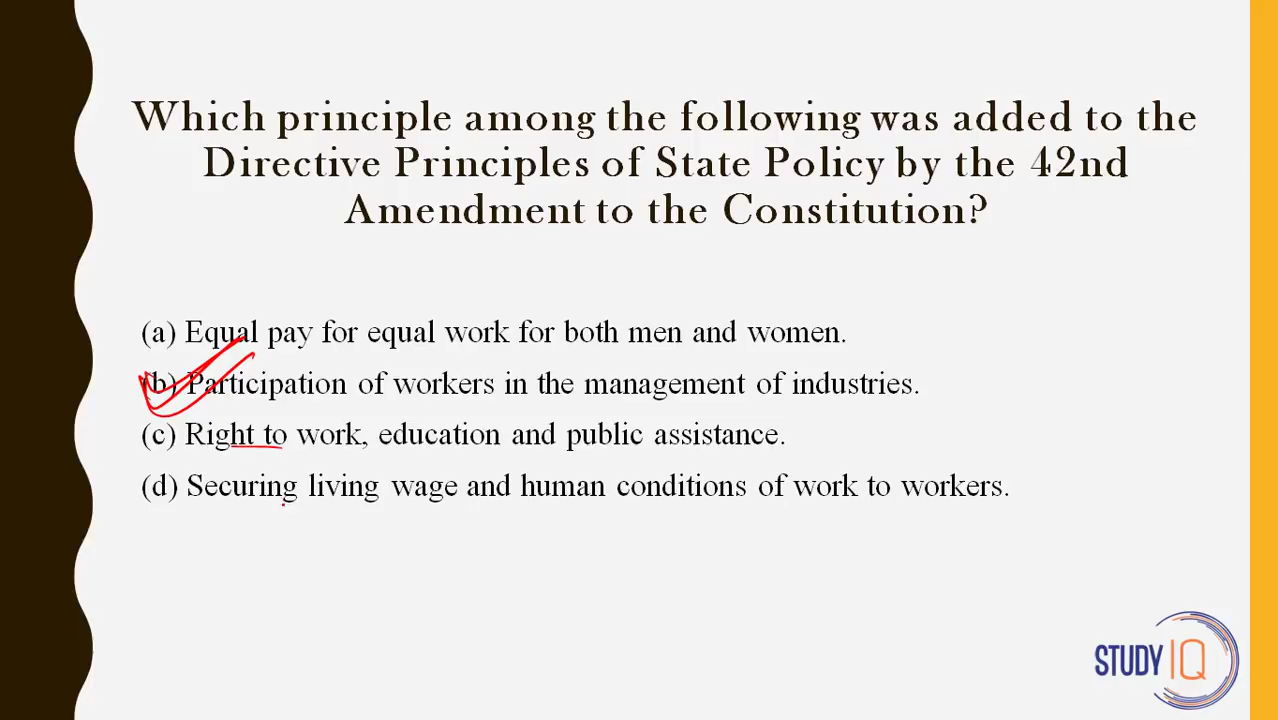 Which principle among the following was added to the
Directive Principles of State Policy by the 42nd
Amendment to the Constitution?
(a) Equal pay for equal work for both men and women.
(b) Participation of workers in the management of industries.
(c) Right to work, education and public assistance.
(d) Securing living wage and human conditions of work to workers.
STUDY IQ